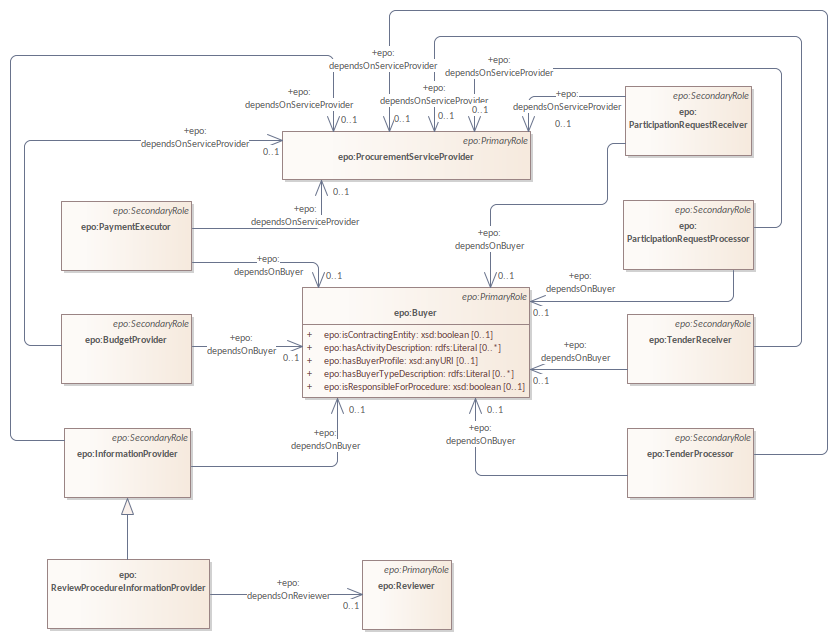 +epo:
dependsOnServiceProvider
0..1
+epo:
dependsOnServiceProvider
0..1
+epo:
dependsOnServiceProvider
0..1
+epo:
dependsOnServiceProvider
0..1
+epo:
dependsOnServiceProvider
0..1
+epo:
dependsOnServiceProvider
0..1
epo:SecondaryRole
epo:
ParticipationRequestReceiver
epo:PrimaryRole
epo:ProcurementServiceProvider
+epo:
dependsOnServiceProvider
0..1
epo:SecondaryRole
epo:PaymentExecutor
epo:SecondaryRole
epo:
ParticipationRequestProcessor
+epo:
dependsOnBuyer
0..1
+epo:
dependsOnBuyer
0..1
+epo:
dependsOnBuyer
0..1
epo:PrimaryRole
epo:Buyer
+ epo:isContractingEntity: xsd:boolean [0..1]
+ epo:hasActivityDescription: rdfs:Literal [0..*]
+ epo:hasBuyerProfile: xsd:anyURI [0..1]
+ epo:hasBuyerTypeDescription: rdfs:Literal [0..*]
+ epo:isResponsibleForProcedure: xsd:boolean [0..1]
epo:SecondaryRole
epo:BudgetProvider
+epo:
dependsOnBuyer
0..1
+epo:
dependsOnBuyer
0..1
epo:SecondaryRole
epo:TenderReceiver
epo:SecondaryRole
epo:InformationProvider
+epo:
dependsOnBuyer
0..1
+epo:
dependsOnBuyer
0..1
epo:SecondaryRole
epo:TenderProcessor
epo:
ReviewProcedureInformationProvider
+epo:
dependsOnReviewer
0..1
epo:PrimaryRole
epo:Reviewer